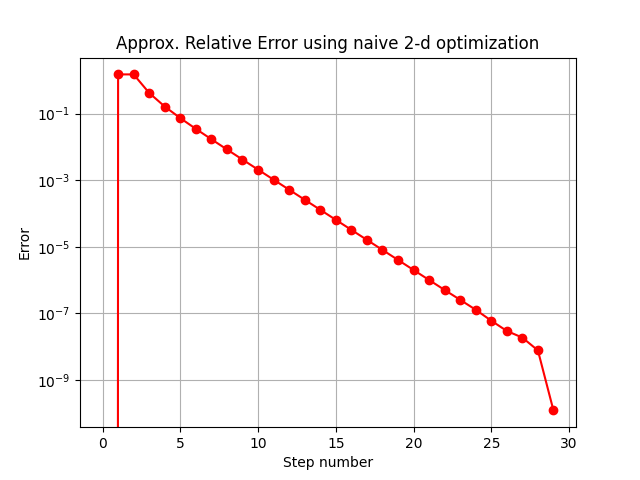 Approx. Relative Error using naive 2-d optimization
Error
10⁻¹
10⁻³
10⁻⁵
10⁻⁷
10⁻⁹
0 5 10 15 20 25 30
Step number